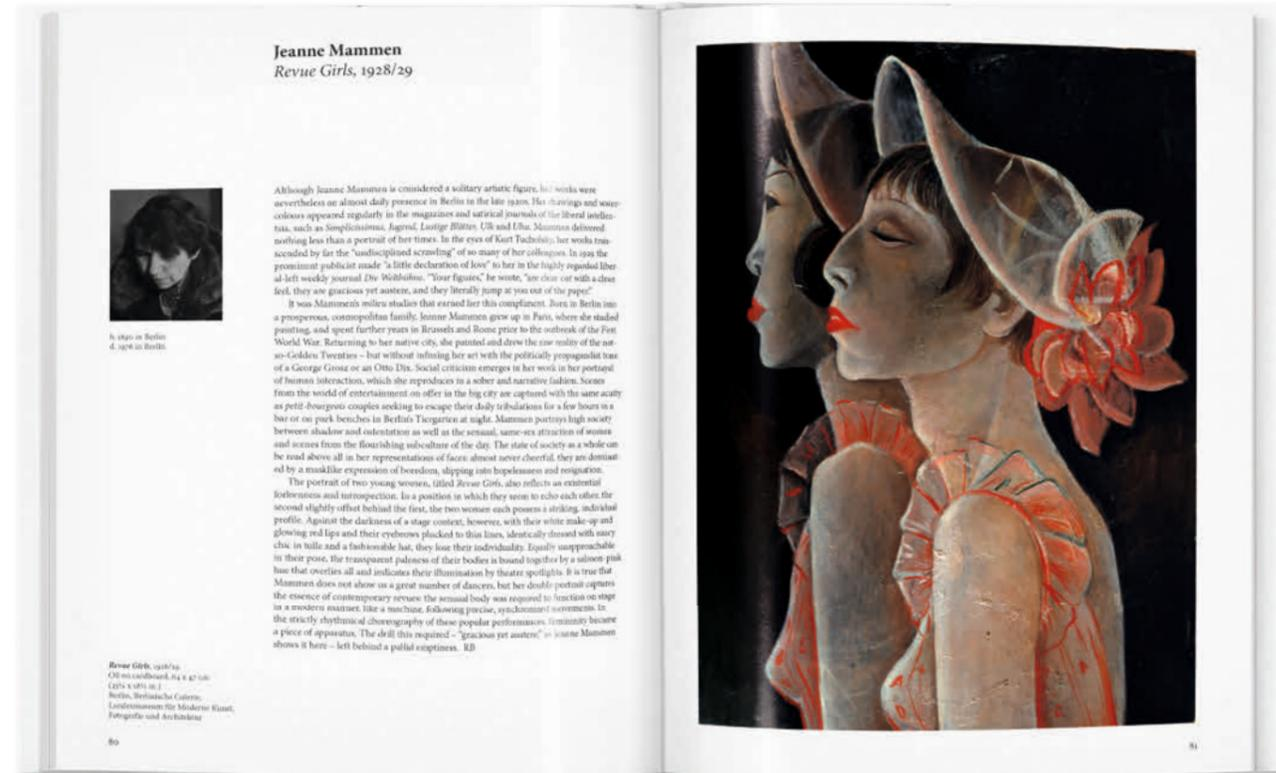 Jeanne Mammen
Revue Girls, 1928/29
Although Jeanne Mammen is considered a solitary artistic figure, her works were
nevertheless an almost daily presence in Berlin in the late 1920s. Her drawings and water-
colours appeared regularly in the magazines and satirical journals of the liberal intellen-
tsia, such as Simplicissimus, Jugend, Lustige Blätter, Ulk and Uhu. Mammen delivered
nothing less than a portrait of her times. In the eyes of Kurt Tucholsky, her works tran-
scended by far the "undisciplined scrawling" of so many of her colleagues. In 1929 the
prominent publicist made "a little declaration of love" to her in the highly regarded liber-
al-left weekly journal Die Weltbühne. "Your figures," he wrote, "are clear cut with a clean
feel, they are gracious yet austere, and they literally jump at you out of the paper."
It was Mammen's milieu studies that earned her this compliment. Born in Berlin into
a prosperous, cosmopolitan family, Jeanne Mammen grew up in Paris, where she studied
painting, and spent further years in Brussels and Rome prior to the outbreak of the First
World War. Returning to her native city, she painted and drew the raw reality of the not-
so-Golden Twenties – but without infusing her art with the politically propagandist tone
of a George Grosz or an Otto Dix. Social criticism emerges in her work in her portrayal
of human interaction, which she reproduces in a sober and narrative fashion. Scenes
from the world of entertainment on offer in the big city are captured with the same acuity
as petit-bourgeois couples seeking to escape their daily tribulations for a few hours in a
bar or on park benches in Berlin's Tiergarten at night. Mammen portrays high society
between shadow and ostentation as well as the sensual, same-sex attraction of women
and scenes from the flourishing subculture of the day. The state of society as a whole can
be read above all in her representations of faces: almost never cheerful, they are dominat-
ed by a masklike expression of boredom, slipping into hopelessness and resignation.
The portrait of two young women, titled Revue Girls, also reflects an existential
forlornness and introspection. In a position in which they seem to echo each other, the
second slightly offset behind the first, the two women each possess a striking, individual
profile. Against the darkness of a stage context, however, with their white make-up and
glowing red lips and their eyebrows plucked to thin lines, identically dressed with saucy
chic in tulle and a fashionable hat, they lose their individuality. Equally unapproachable
in their pose, the transparent paleness of their bodies is bound together by a salmon-pink
hue that overlies all and indicates their illumination by theatre spotlights. It is true that
Mammen does not show us a great number of dancers, but her double portrait captures
the essence of contemporary revues: the sensual body was required to function on stage
in a modern manner, like a machine, following precise, synchronised movements. In
the strictly rhythmical choreography of these popular performances, femininity became
a piece of apparatus. The drill this required – "gracious yet austere," as Jeanne Mammen
shows it here – left behind a pallid emptiness. RB
b. 1890 in Berlin
d. 1976 in Berlin
Revue Girls, 1928/29
Oil on cardboard, 64 x 47 cm
Berlin, Berlinische Galerie,
Landesmuseum für Moderne Kunst,
Fotografie und Architektur
80
81